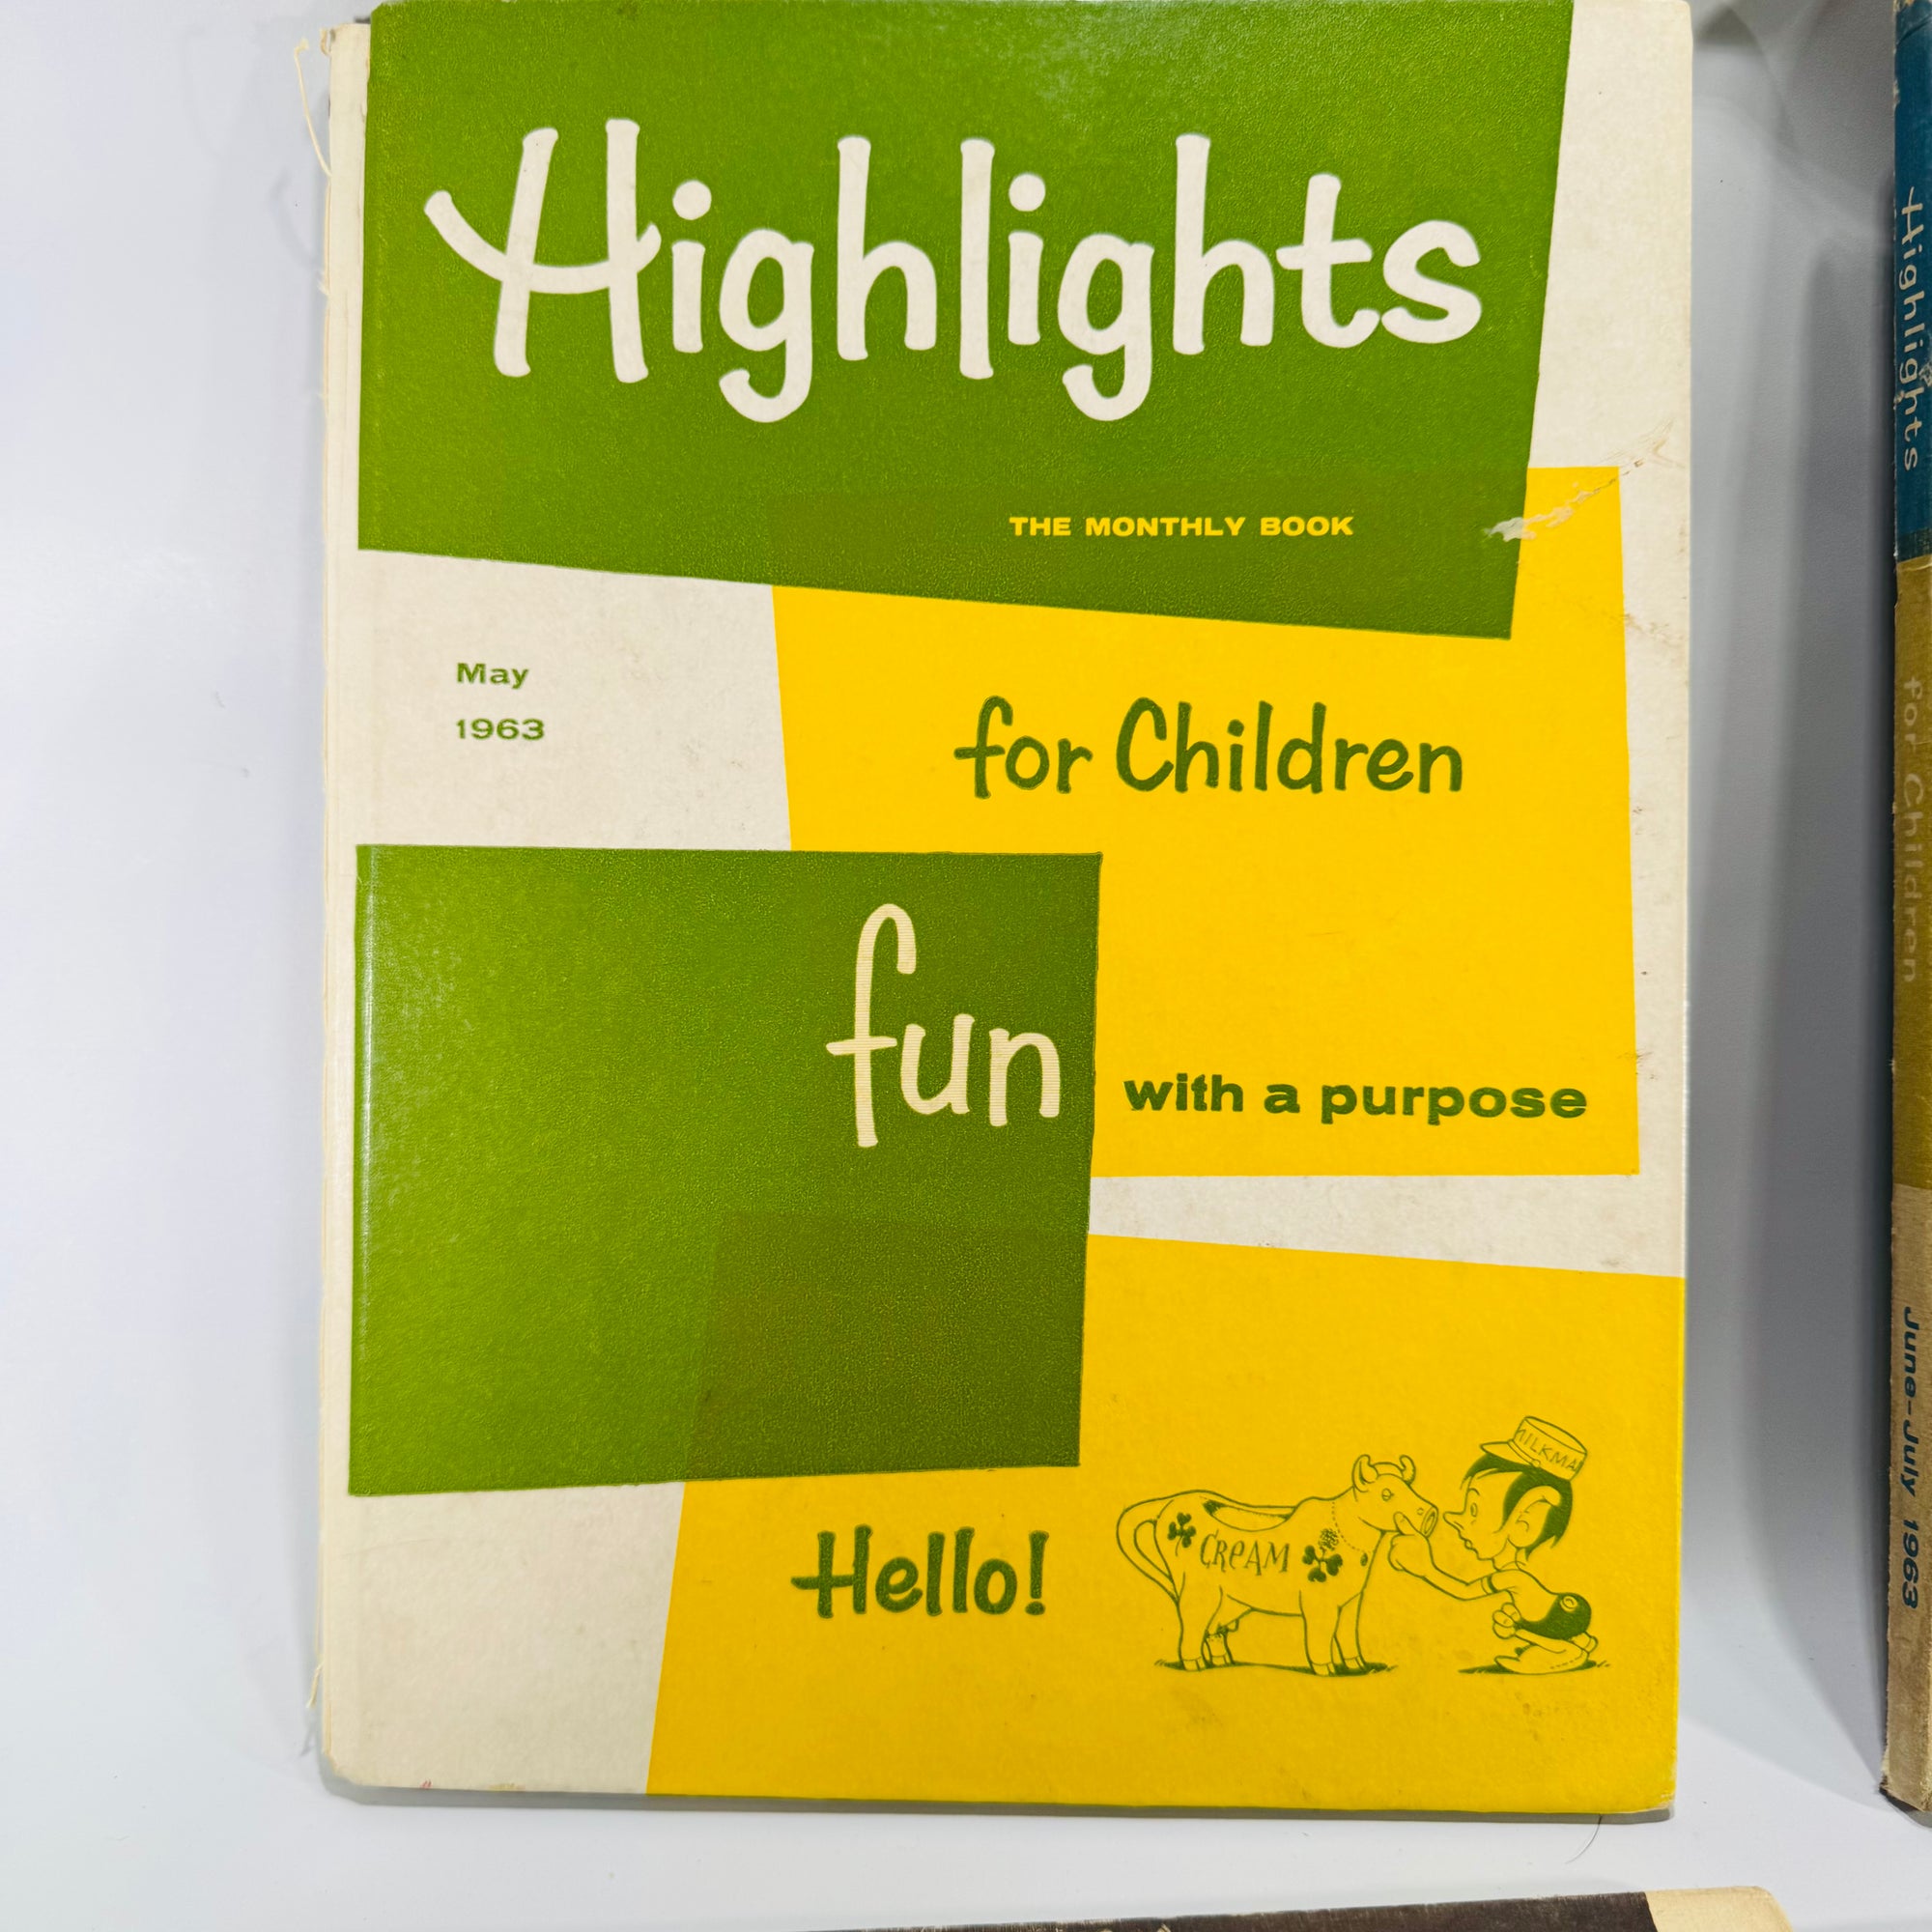 Highlights
THE MONTHLY BOOK
May
1963
for Children
fun
with a purpose
Hello!
CREAM
MILKMA
Highlights
for Children
June-July 1963